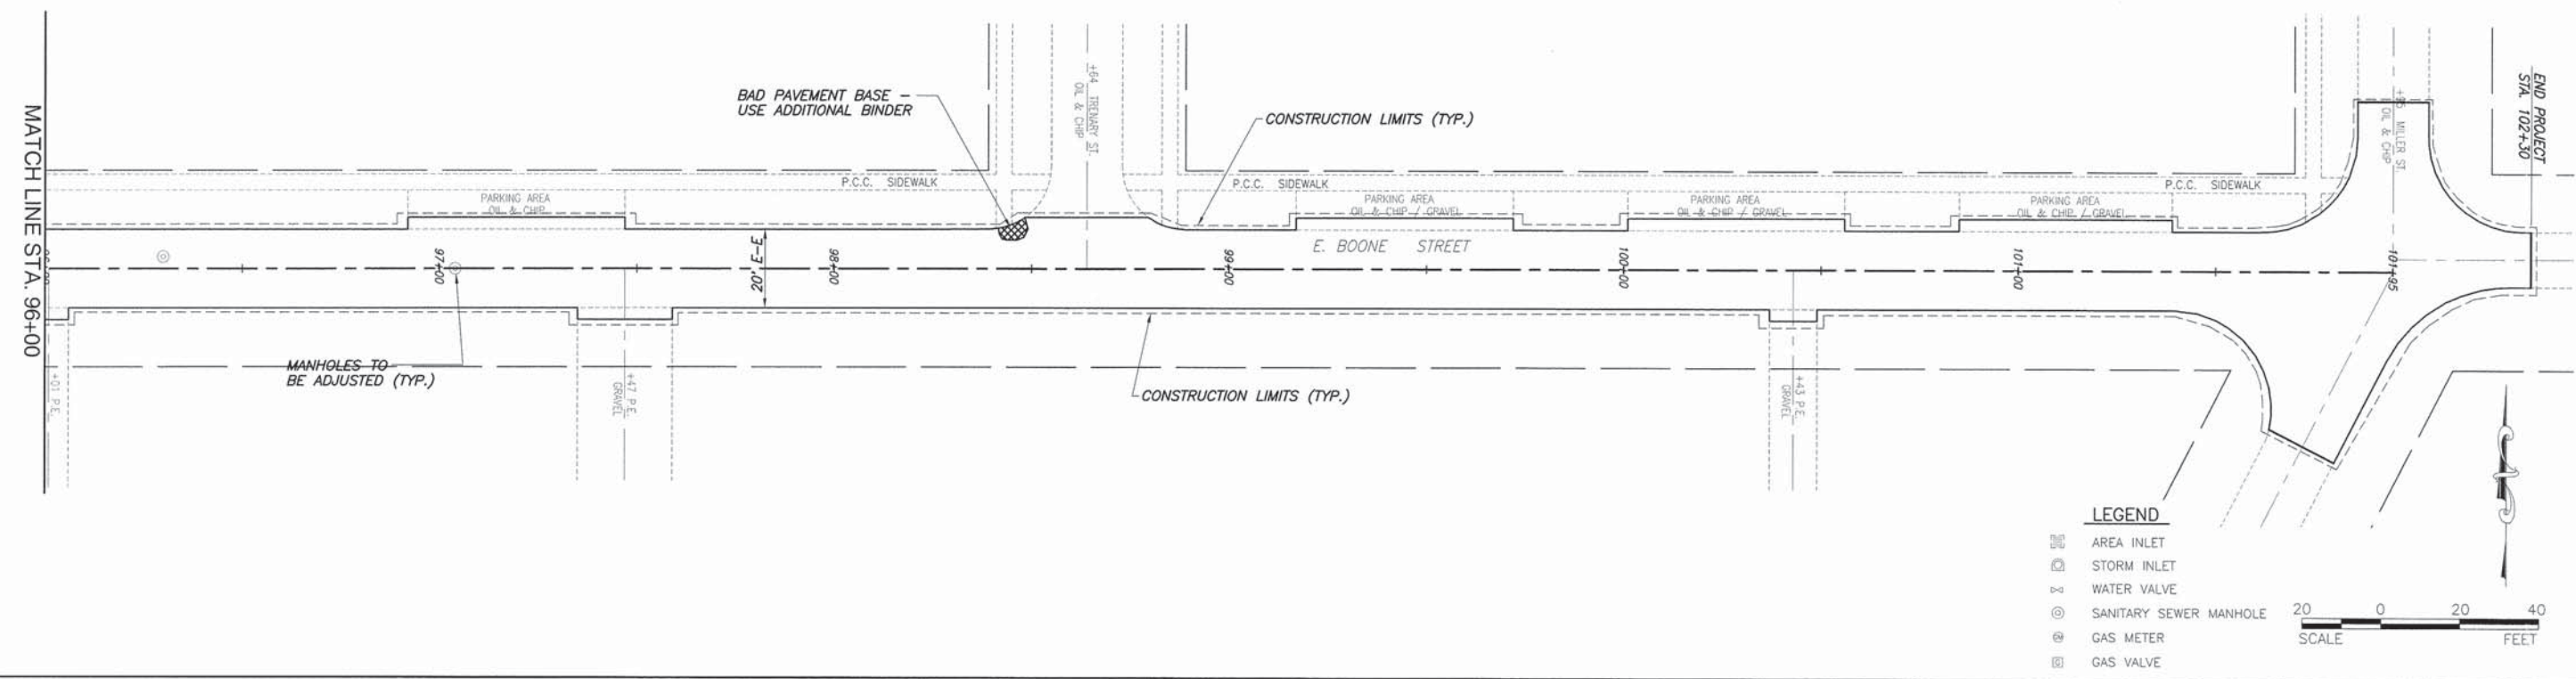 MATCH LINE STA. 96+00
BAD PAVEMENT BASE -
USE ADDITIONAL BINDER
+64 TRENARY ST.
OIL & CHIP
CONSTRUCTION LIMITS (TYP.)
+95 MILLER ST.
OIL & CHIP
END PROJECT
STA. 102+30
P.C.C. SIDEWALK
P.C.C. SIDEWALK
P.C.C. SIDEWALK
PARKING AREA
OIL & CHIP
PARKING AREA
OIL & CHIP / GRAVEL
PARKING AREA
OIL & CHIP / GRAVEL
PARKING AREA
OIL & CHIP / GRAVEL
E. BOONE STREET
97+00
20' E-E
98+00
99+00
100+00
101+00
101+95
MANHOLES TO
BE ADJUSTED (TYP.)
CONSTRUCTION LIMITS (TYP.)
+01 P.E.
+47 P.E.
GRAVEL
+43 P.E.
GRAVEL
LEGEND
AREA INLET
STORM INLET
WATER VALVE
SANITARY SEWER MANHOLE
GAS METER
GAS VALVE
20 0 20 40
SCALE FEET